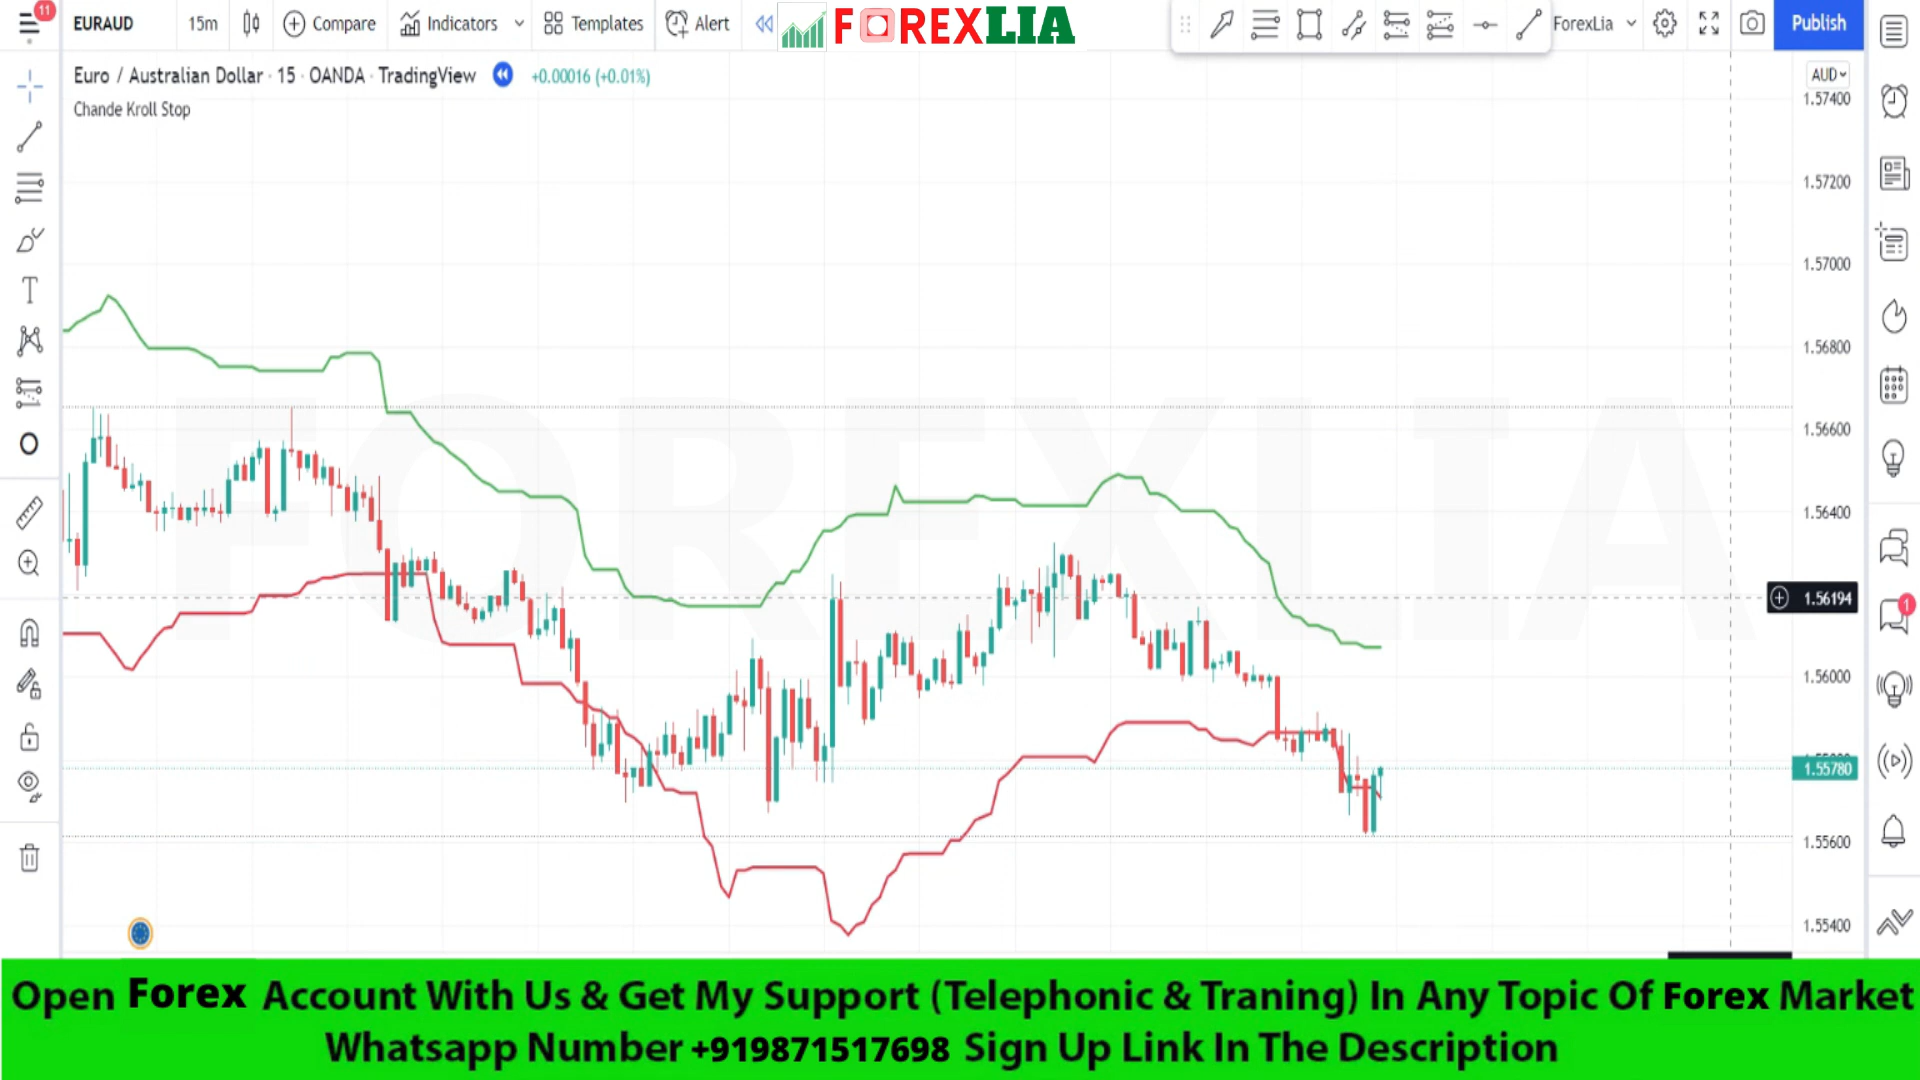 11
EURAUD 15m Compare Indicators Templates Alert FOREXLIA ForexLia Publish
Euro / Australian Dollar · 15 · OANDA · TradingView +0.00016 (+0.01%)
Chande Kroll Stop
AUD
1.57400
1.57200
1.57000
1.56800
1.56600
1.56400
1.56194
1
1.56000
1.55780
1.55600
1.55400
FOREXLIA
Open Forex Account With Us & Get My Support (Telephonic & Traning) In Any Topic Of Forex Market
Whatsapp Number +919871517698 Sign Up Link In The Description